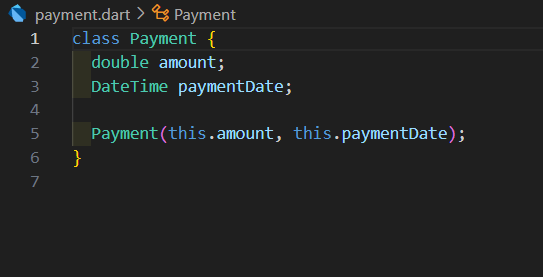 payment.dart > Payment
1 class Payment {
2   double amount;
3   DateTime paymentDate;
4
5   Payment(this.amount, this.paymentDate);
6 }
7